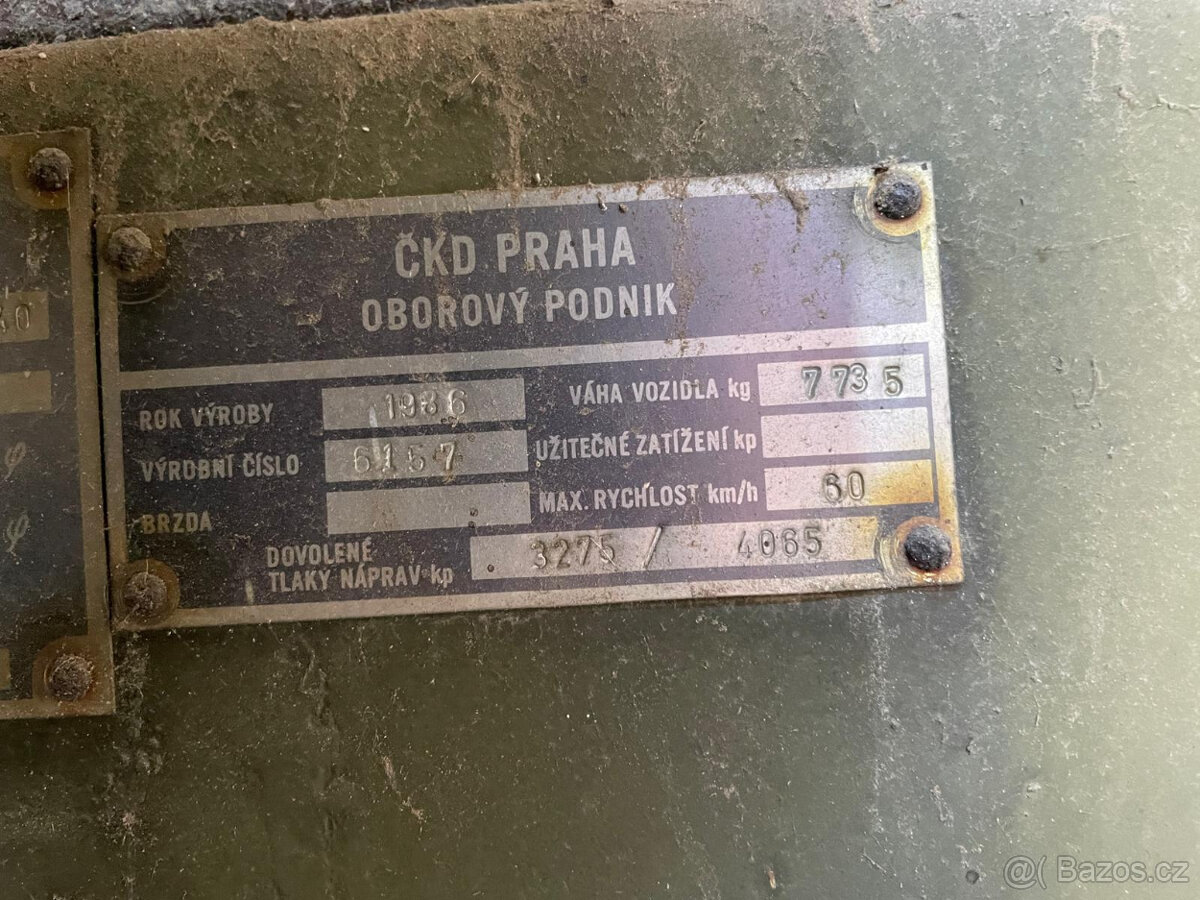 ČKD PRAHA
OBOROVÝ PODNIK
ROK VÝROBY 1986
VÝROBNÍ ČÍSLO 6157
BRZDA
VÁHA VOZIDLA kg 7735
UŽITEČNÉ ZATÍŽENÍ kp
MAX. RYCHLOST km/h 60
DOVOLENÉ
TLAKY NÁPRAV kp 3275 / 4065
φ
φ
@( Bazos.cz